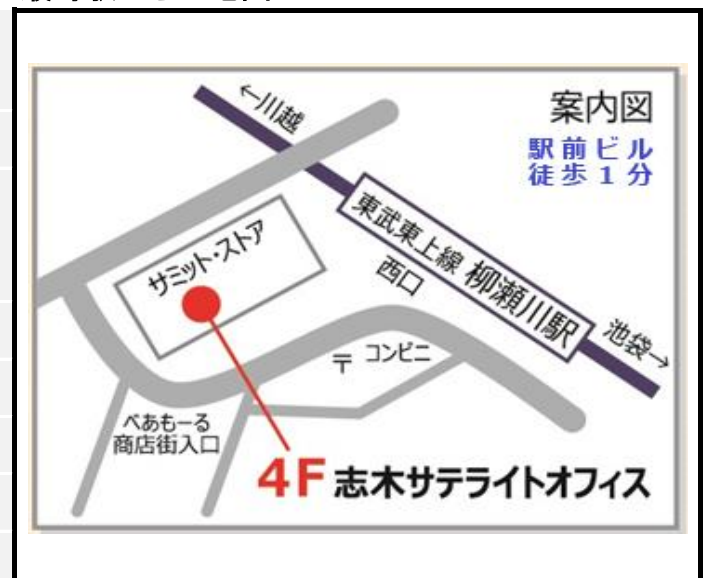 案内図
駅前ビル
徒歩1分
←川越
東武東上線 柳瀬川駅
西口
池袋→
サミット・ストア
〒 コンビニ
ぺあもーる
商店街入口
4F 志木サテライトオフィス